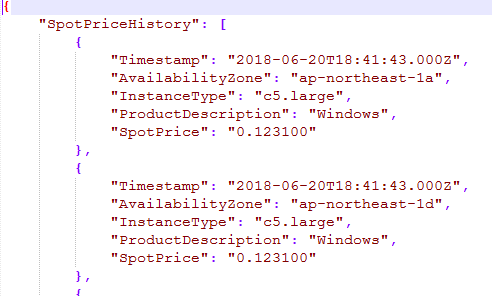 {
"SpotPriceHistory": [
{
"Timestamp": "2018-06-20T18:41:43.000Z",
"AvailabilityZone": "ap-northeast-1a",
"InstanceType": "c5.large",
"ProductDescription": "Windows",
"SpotPrice": "0.123100"
},
{
"Timestamp": "2018-06-20T18:41:43.000Z",
"AvailabilityZone": "ap-northeast-1d",
"InstanceType": "c5.large",
"ProductDescription": "Windows",
"SpotPrice": "0.123100"
},
{